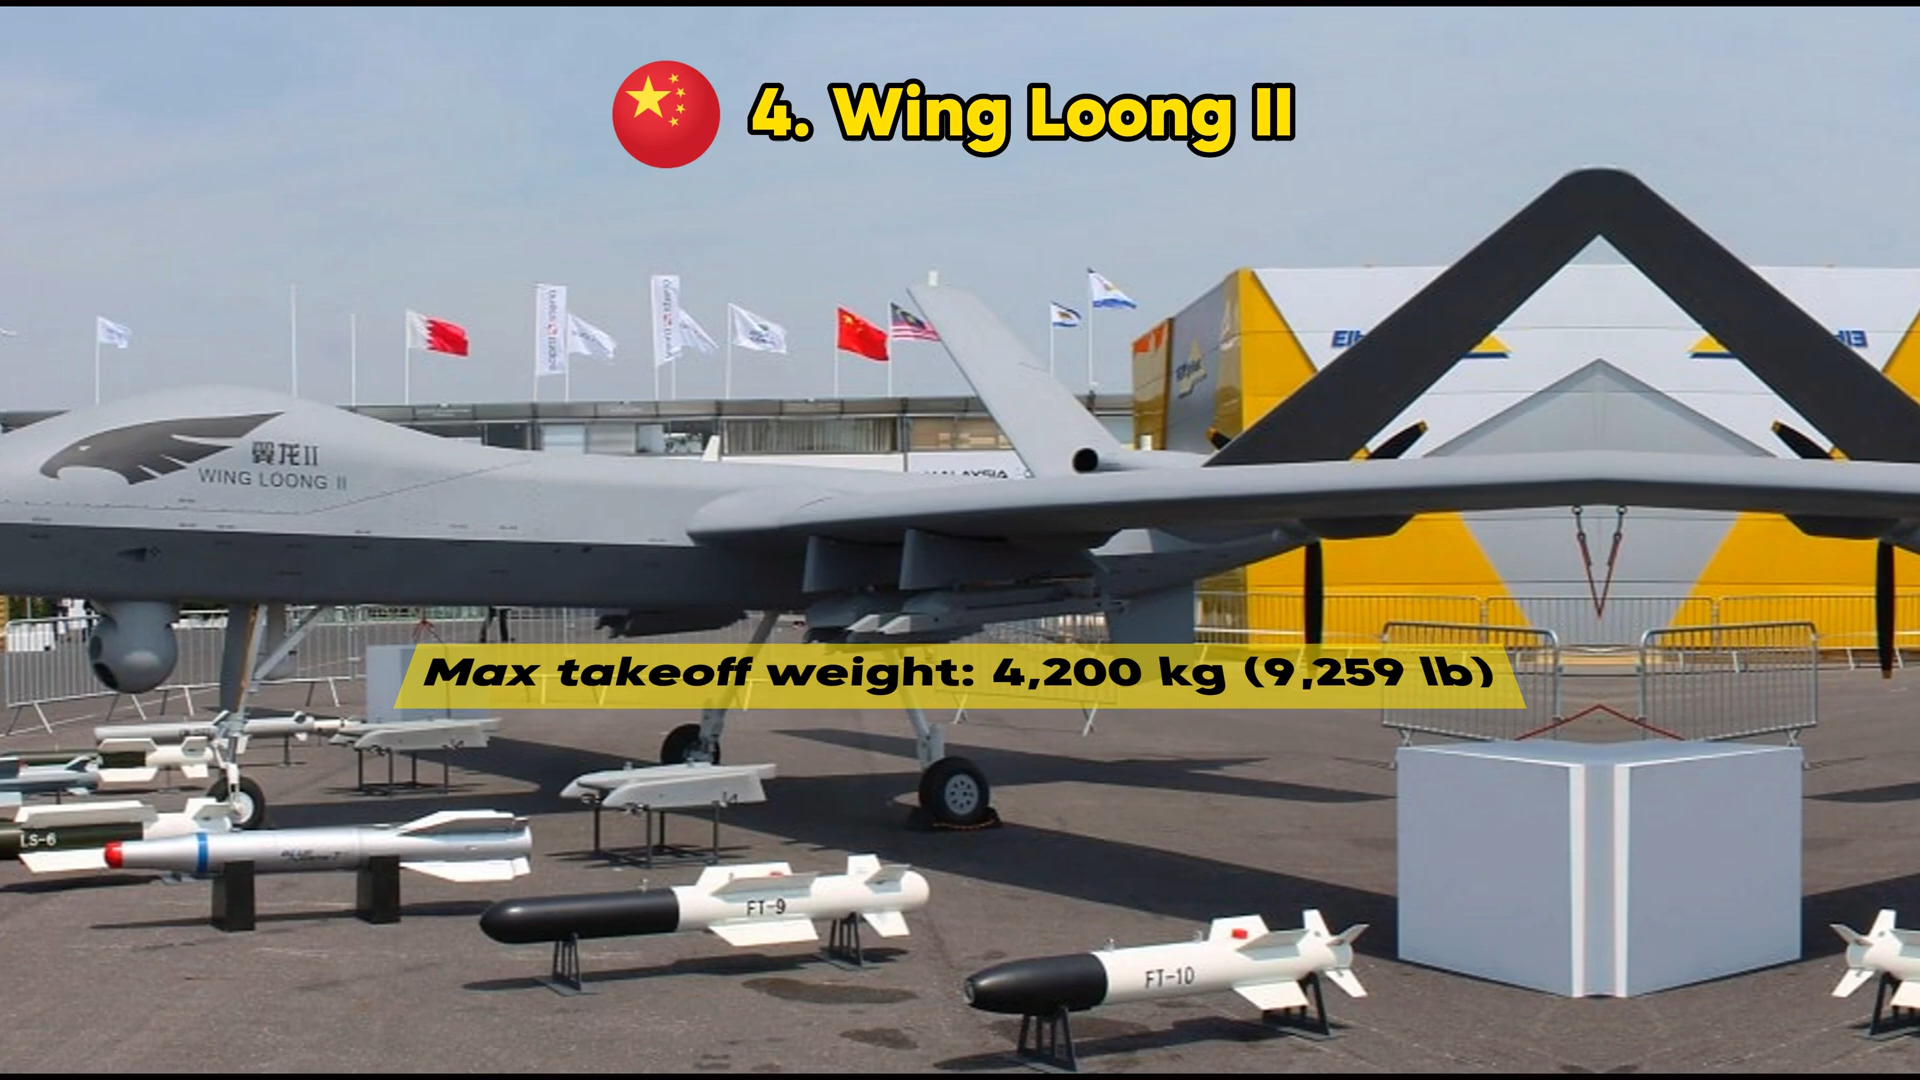 4. Wing Loong II
翼龙II
WING LOONG II
MALAYSIA
Max takeoff weight: 4,200 kg (9,259 lb)
LS-6
FT-9
FT-10